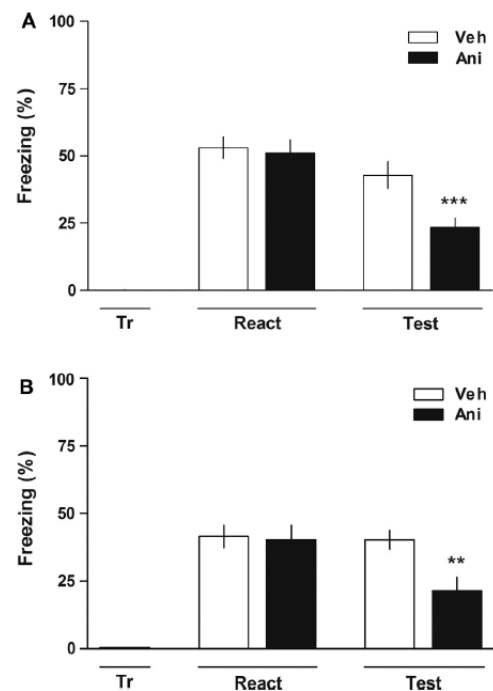 A
100
Veh
Ani
75
50
25
0
Freezing (%)
***
Tr
React
Test
B
100
Veh
Ani
75
50
25
0
Freezing (%)
**
Tr
React
Test